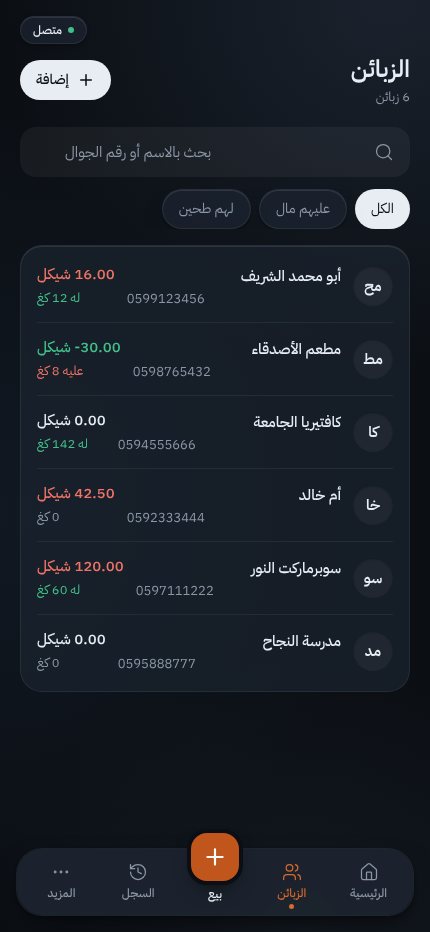 متصل
الزبائن
إضافة
6 زبائن
بحث بالاسم أو رقم الجوال
الكل
عليهم مال
لهم طحين
مح
أبو محمد الشريف
16.00 شيكل
0599123456
له 12 كغ
مط
مطعم الأصدقاء
-30.00 شيكل
0598765432
عليه 8 كغ
كا
كافتيريا الجامعة
0.00 شيكل
0594555666
له 142 كغ
خا
أم خالد
42.50 شيكل
0592333444
0 كغ
سو
سوبرماركت النور
120.00 شيكل
0597111222
له 60 كغ
مد
مدرسة النجاح
0.00 شيكل
0595888777
0 كغ
الرئيسية
الزبائن
بيع
السجل
المزيد